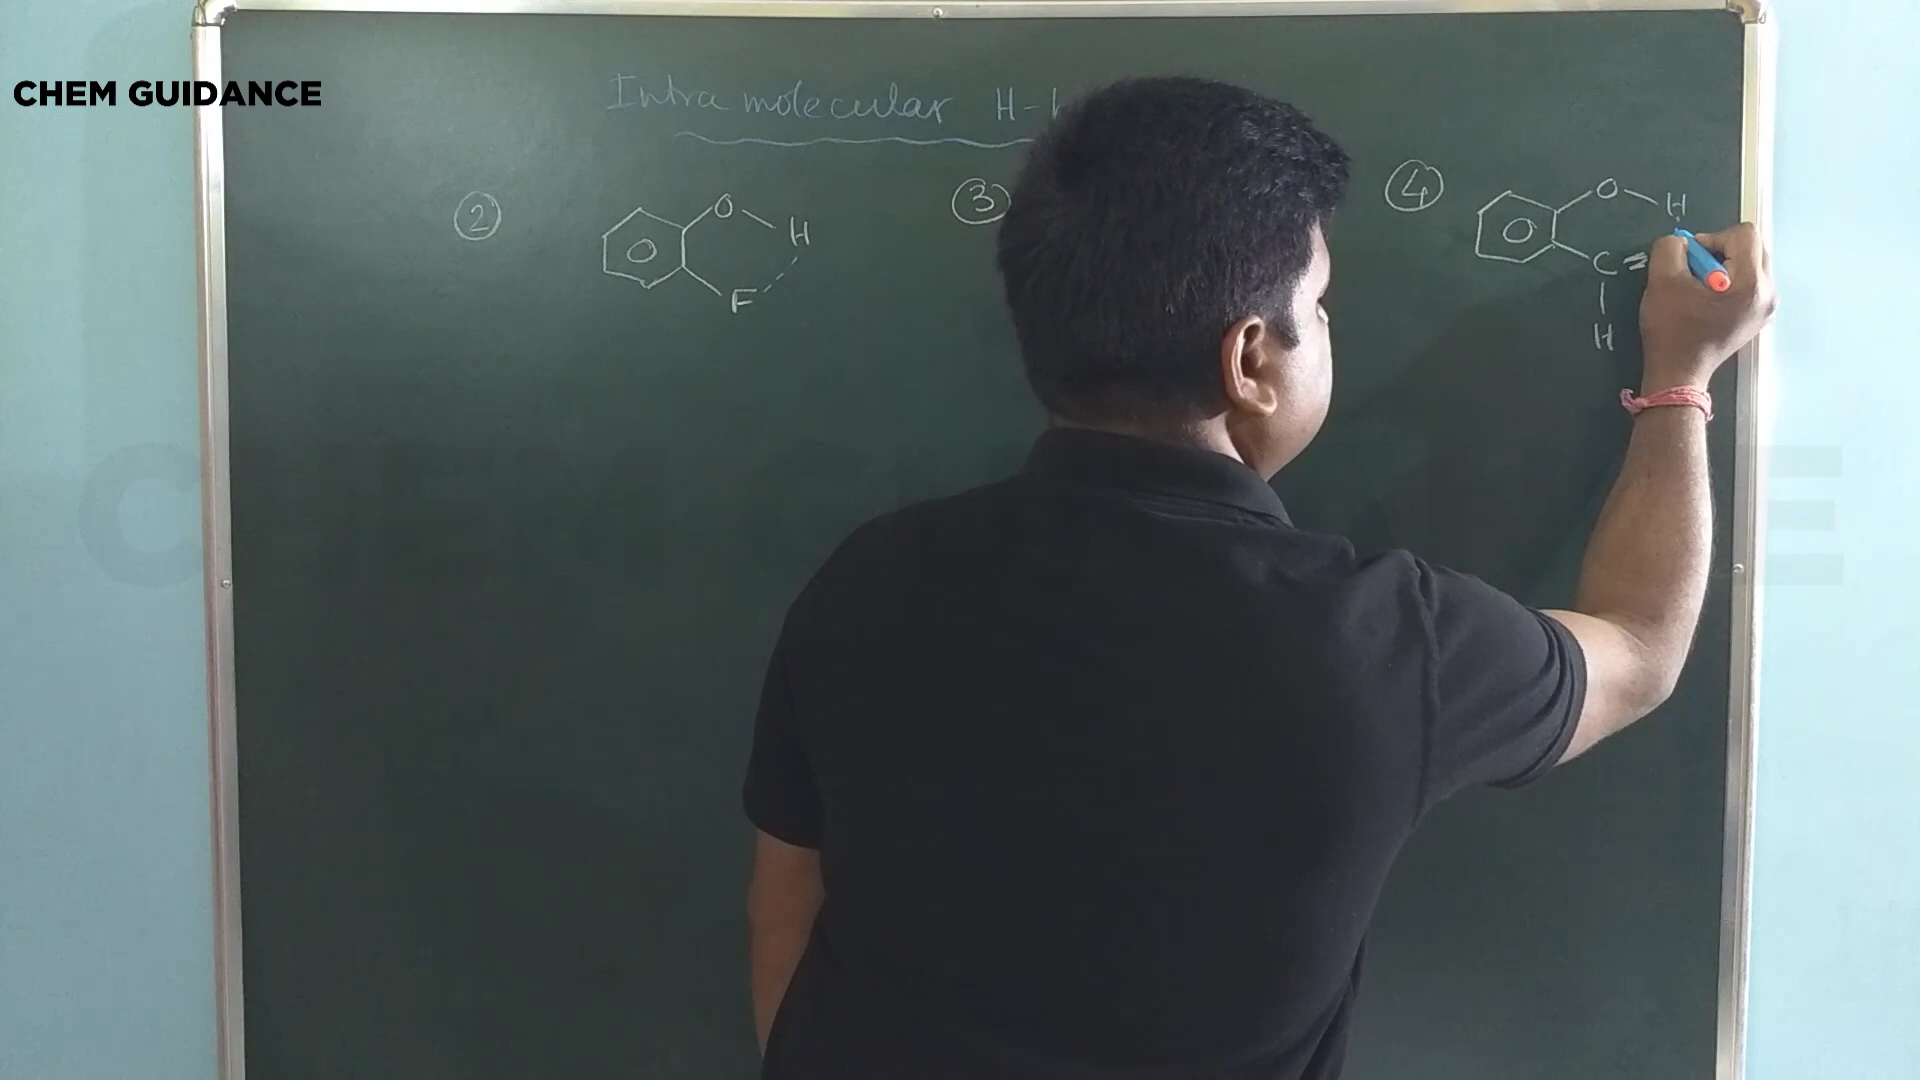 CHEM GUIDANCE
Intra molecular H-
2
O
H
F
3
4
O
H
C =
H